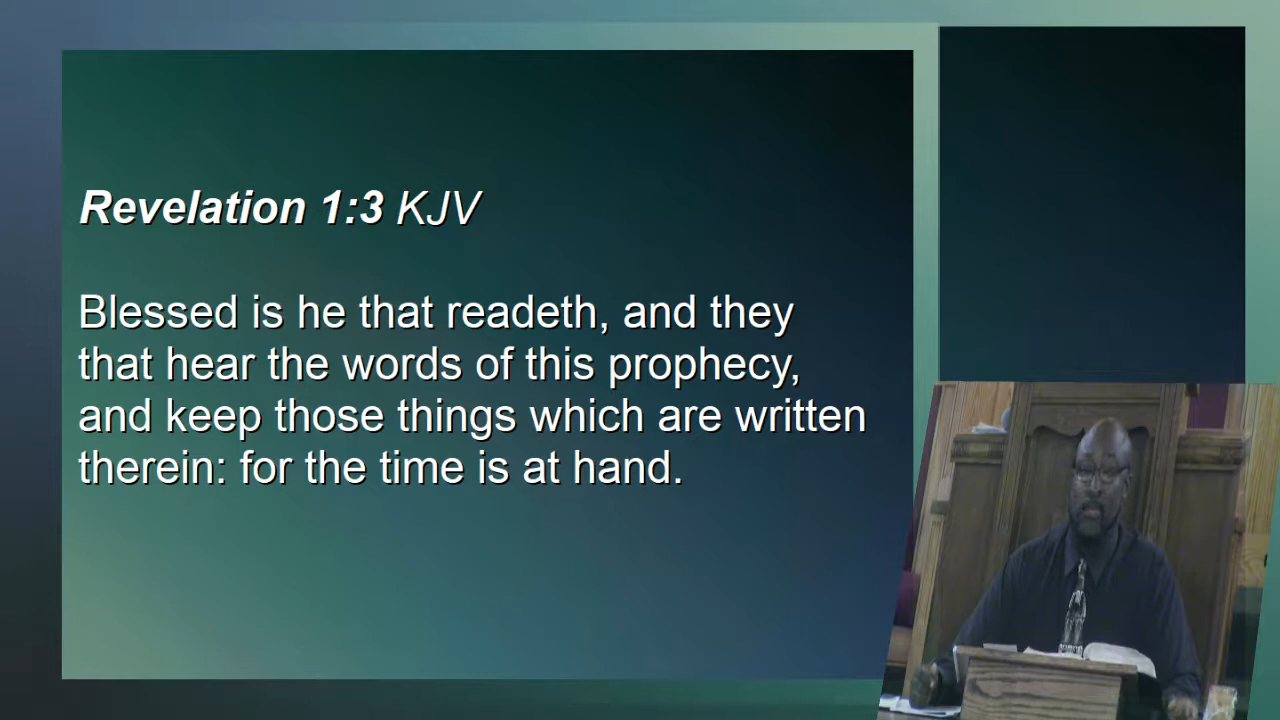 Revelation 1:3 KJV
Blessed is he that readeth, and they
that hear the words of this prophecy,
and keep those things which are written
therein: for the time is at hand.